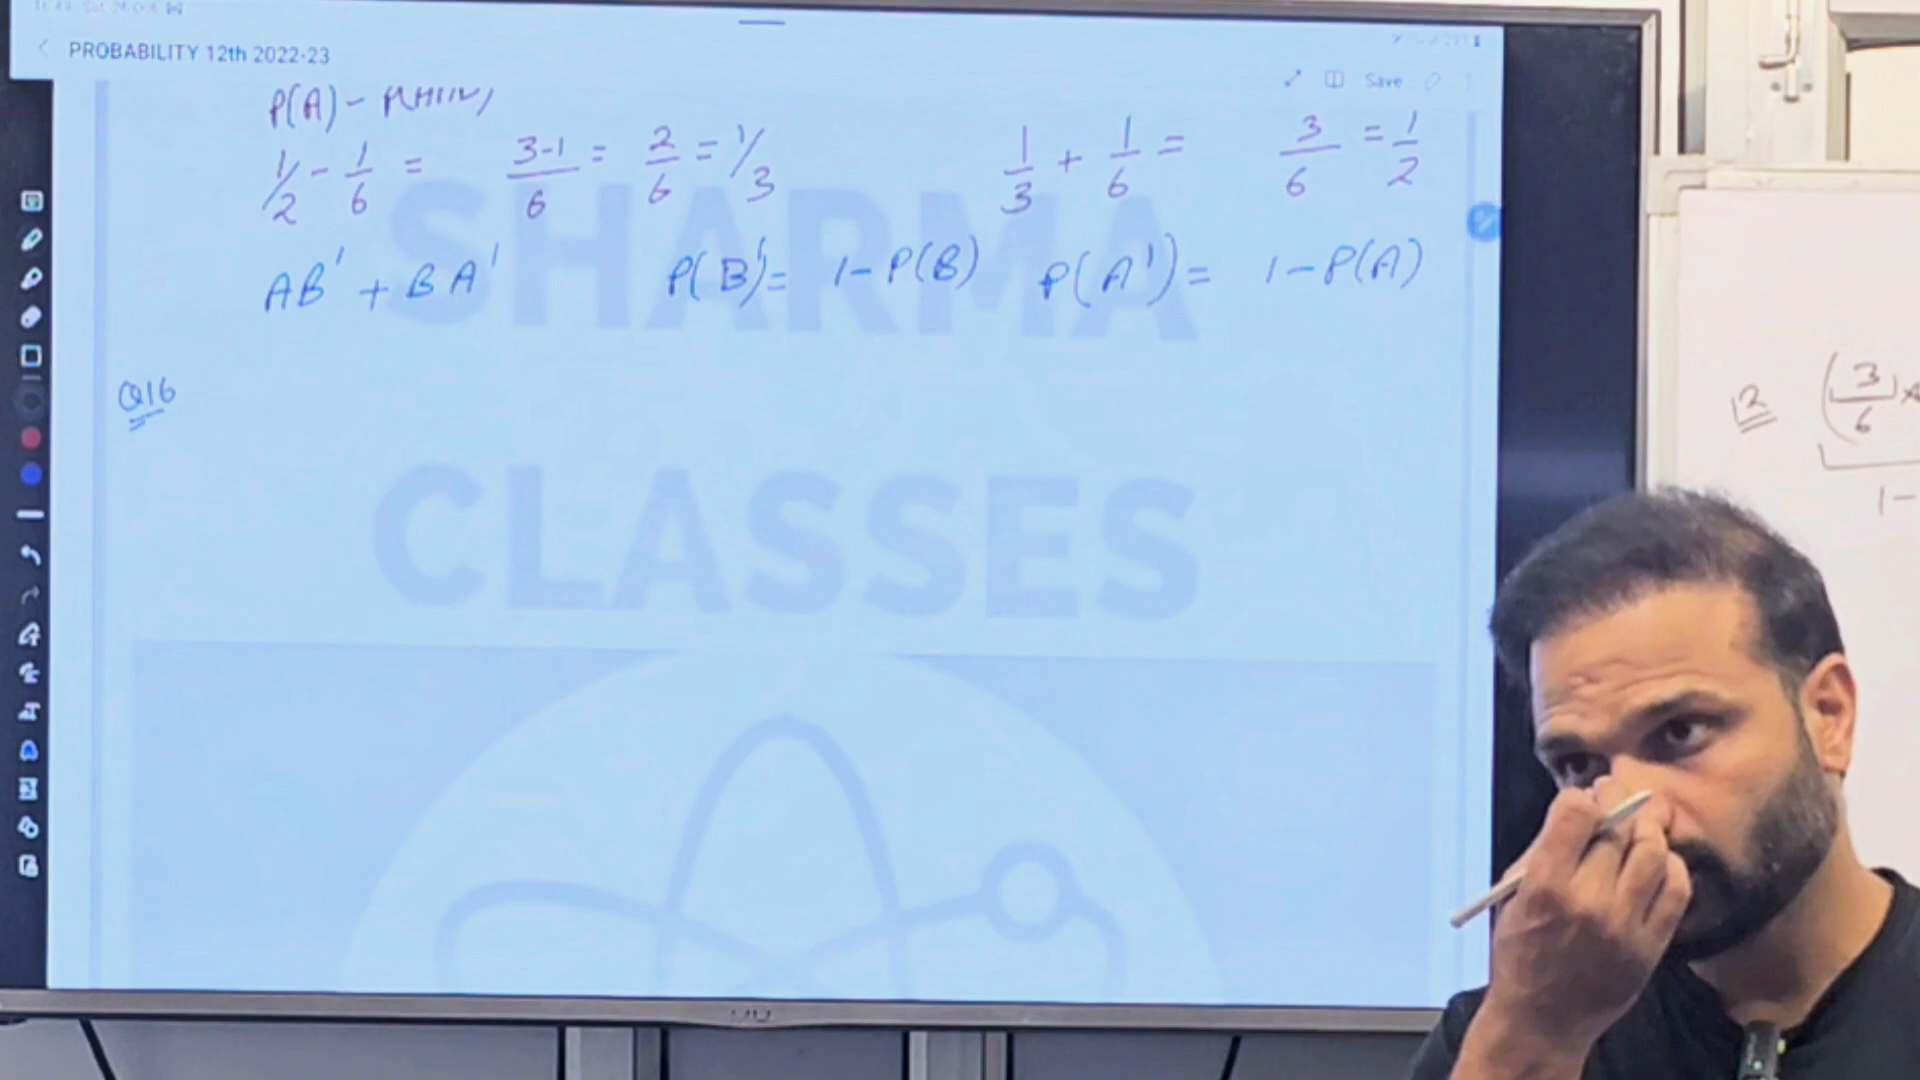 PROBABILITY 12th 2022-23
Save
P(A) -
1/2 - 1/6 = 3-1/6 = 2/6 = 1/3 1/3 + 1/6 = 3/6 = 1/2
AB' + BA' P(B') = 1-P(B) P(A') = 1-P(A)
Q16
SHARMA
CLASSES
12 (3/6)x
1-